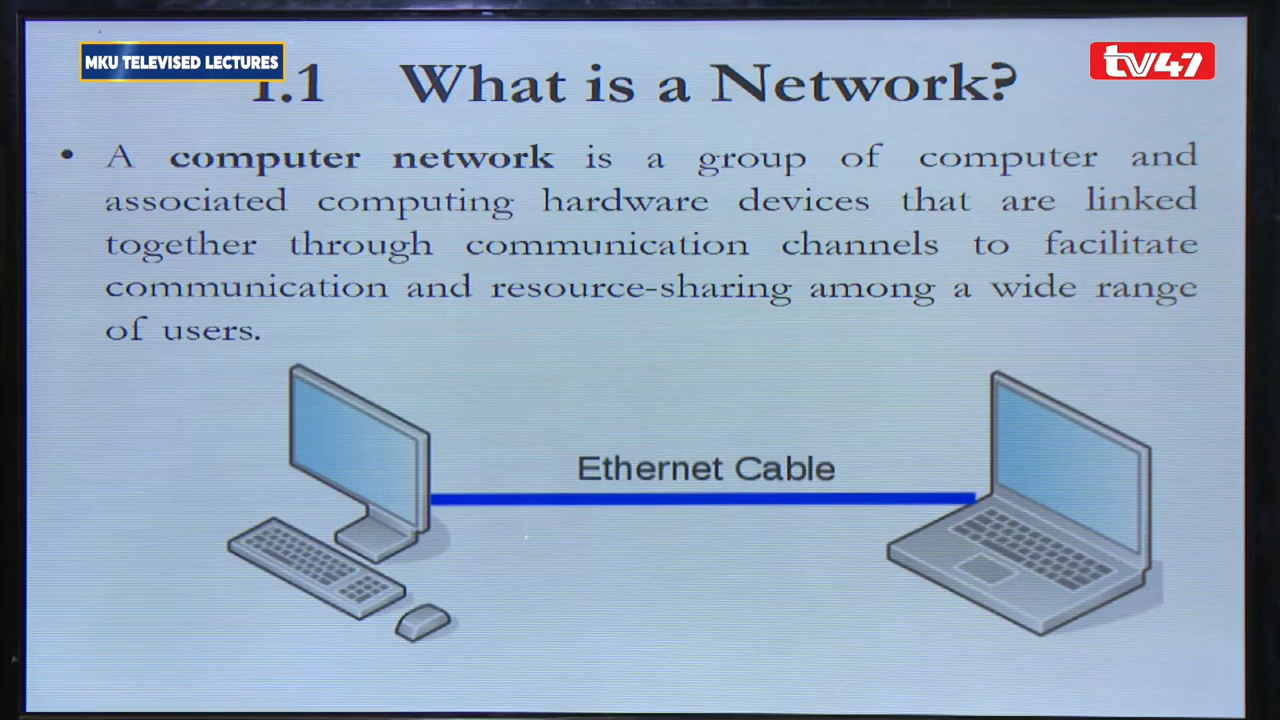 MKU TELEVISED LECTURES
tv47
1.1 What is a Network?
• A computer network is a group of computer and
associated computing hardware devices that are linked
together through communication channels to facilitate
communication and resource-sharing among a wide range
of users.
Ethernet Cable